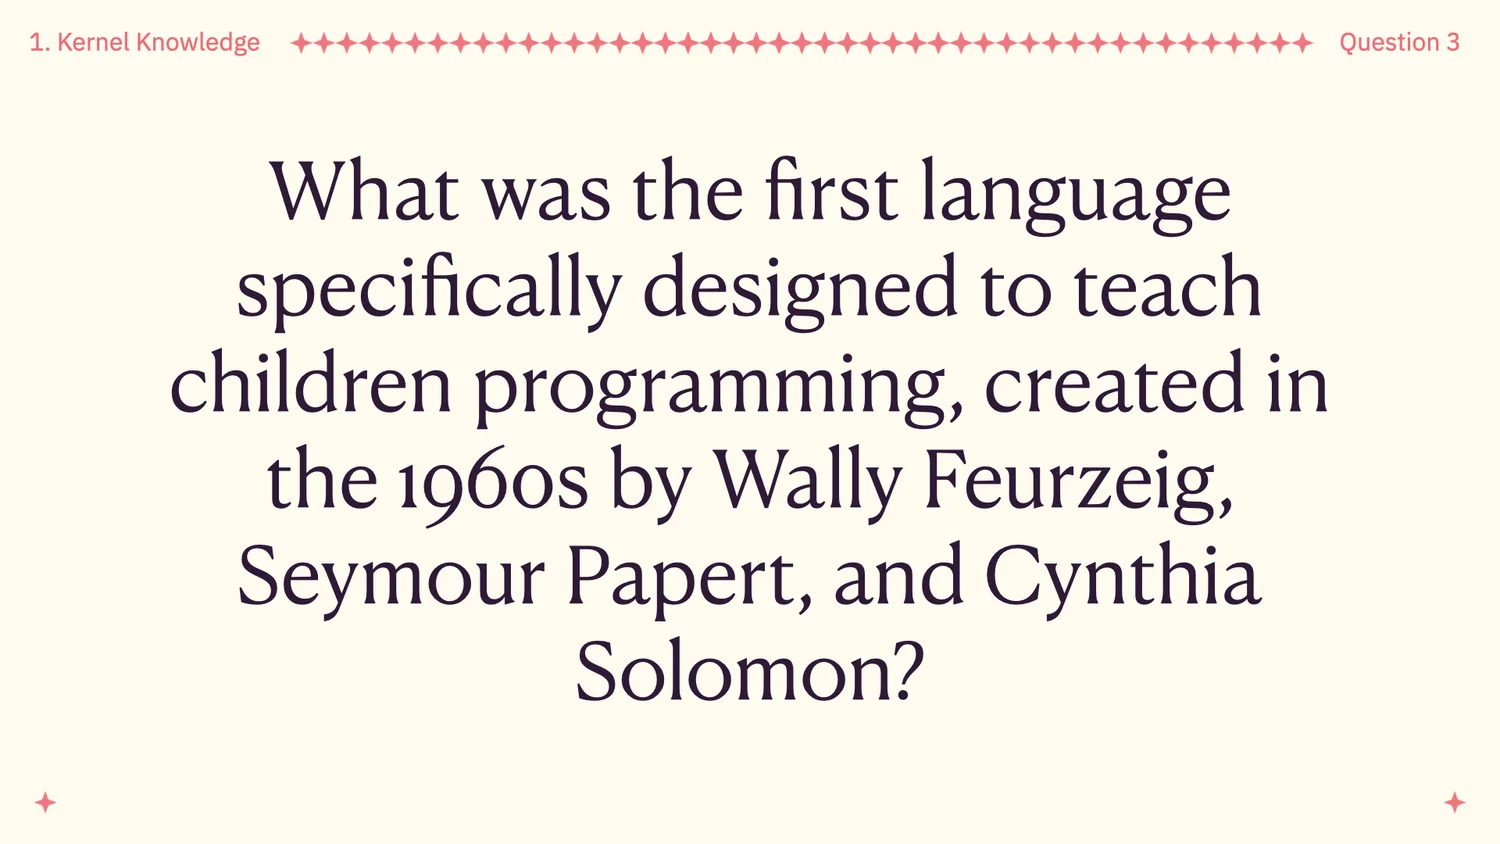 1. Kernel Knowledge
Question 3
What was the first language
specifically designed to teach
children programming, created in
the 1960s by Wally Feurzeig,
Seymour Papert, and Cynthia
Solomon?